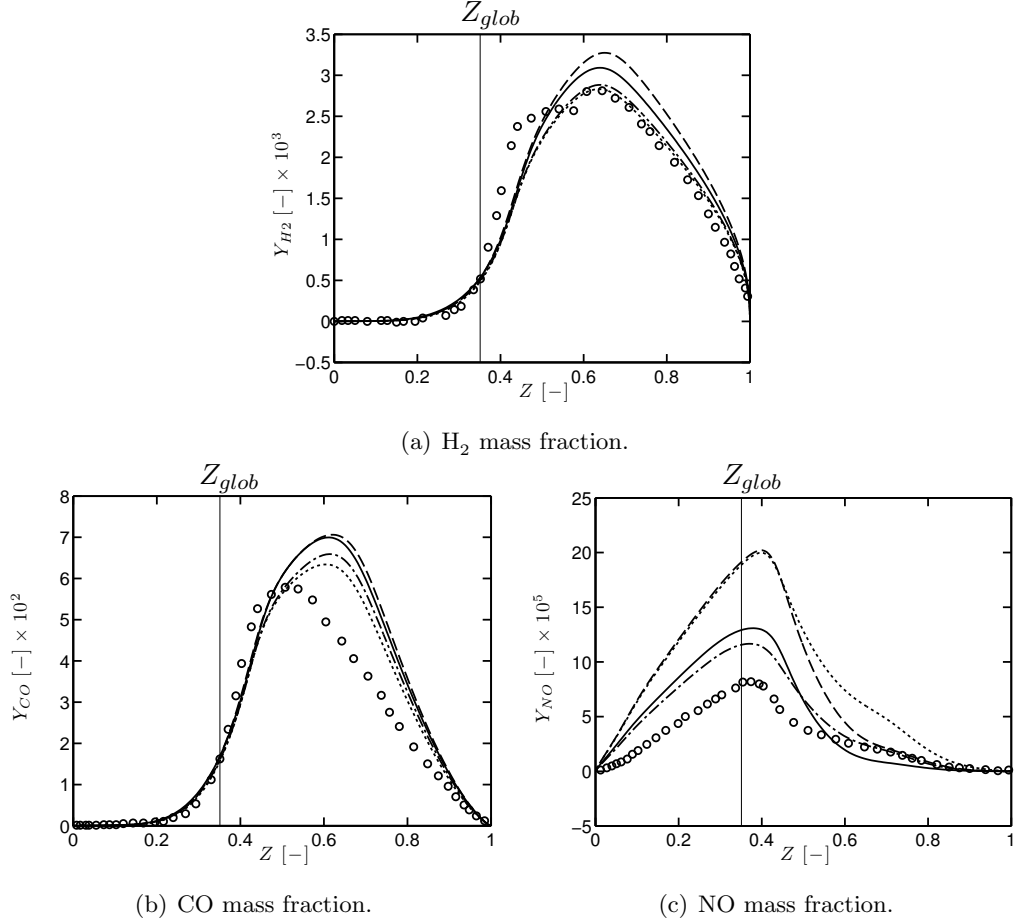 Z_glob
3.5
3
2.5
2
1.5
1
0.5
0
−0.5
Y_H2 [−] × 10^3
0 0.2 0.4 0.6 0.8 1
Z [−]
(a) H₂ mass fraction.
Z_glob
8
7
6
5
4
3
2
1
0
Y_CO [−] × 10^2
0 0.2 0.4 0.6 0.8 1
Z [−]
(b) CO mass fraction.
Z_glob
25
20
15
10
5
0
−5
Y_NO [−] × 10^5
0 0.2 0.4 0.6 0.8 1
Z [−]
(c) NO mass fraction.